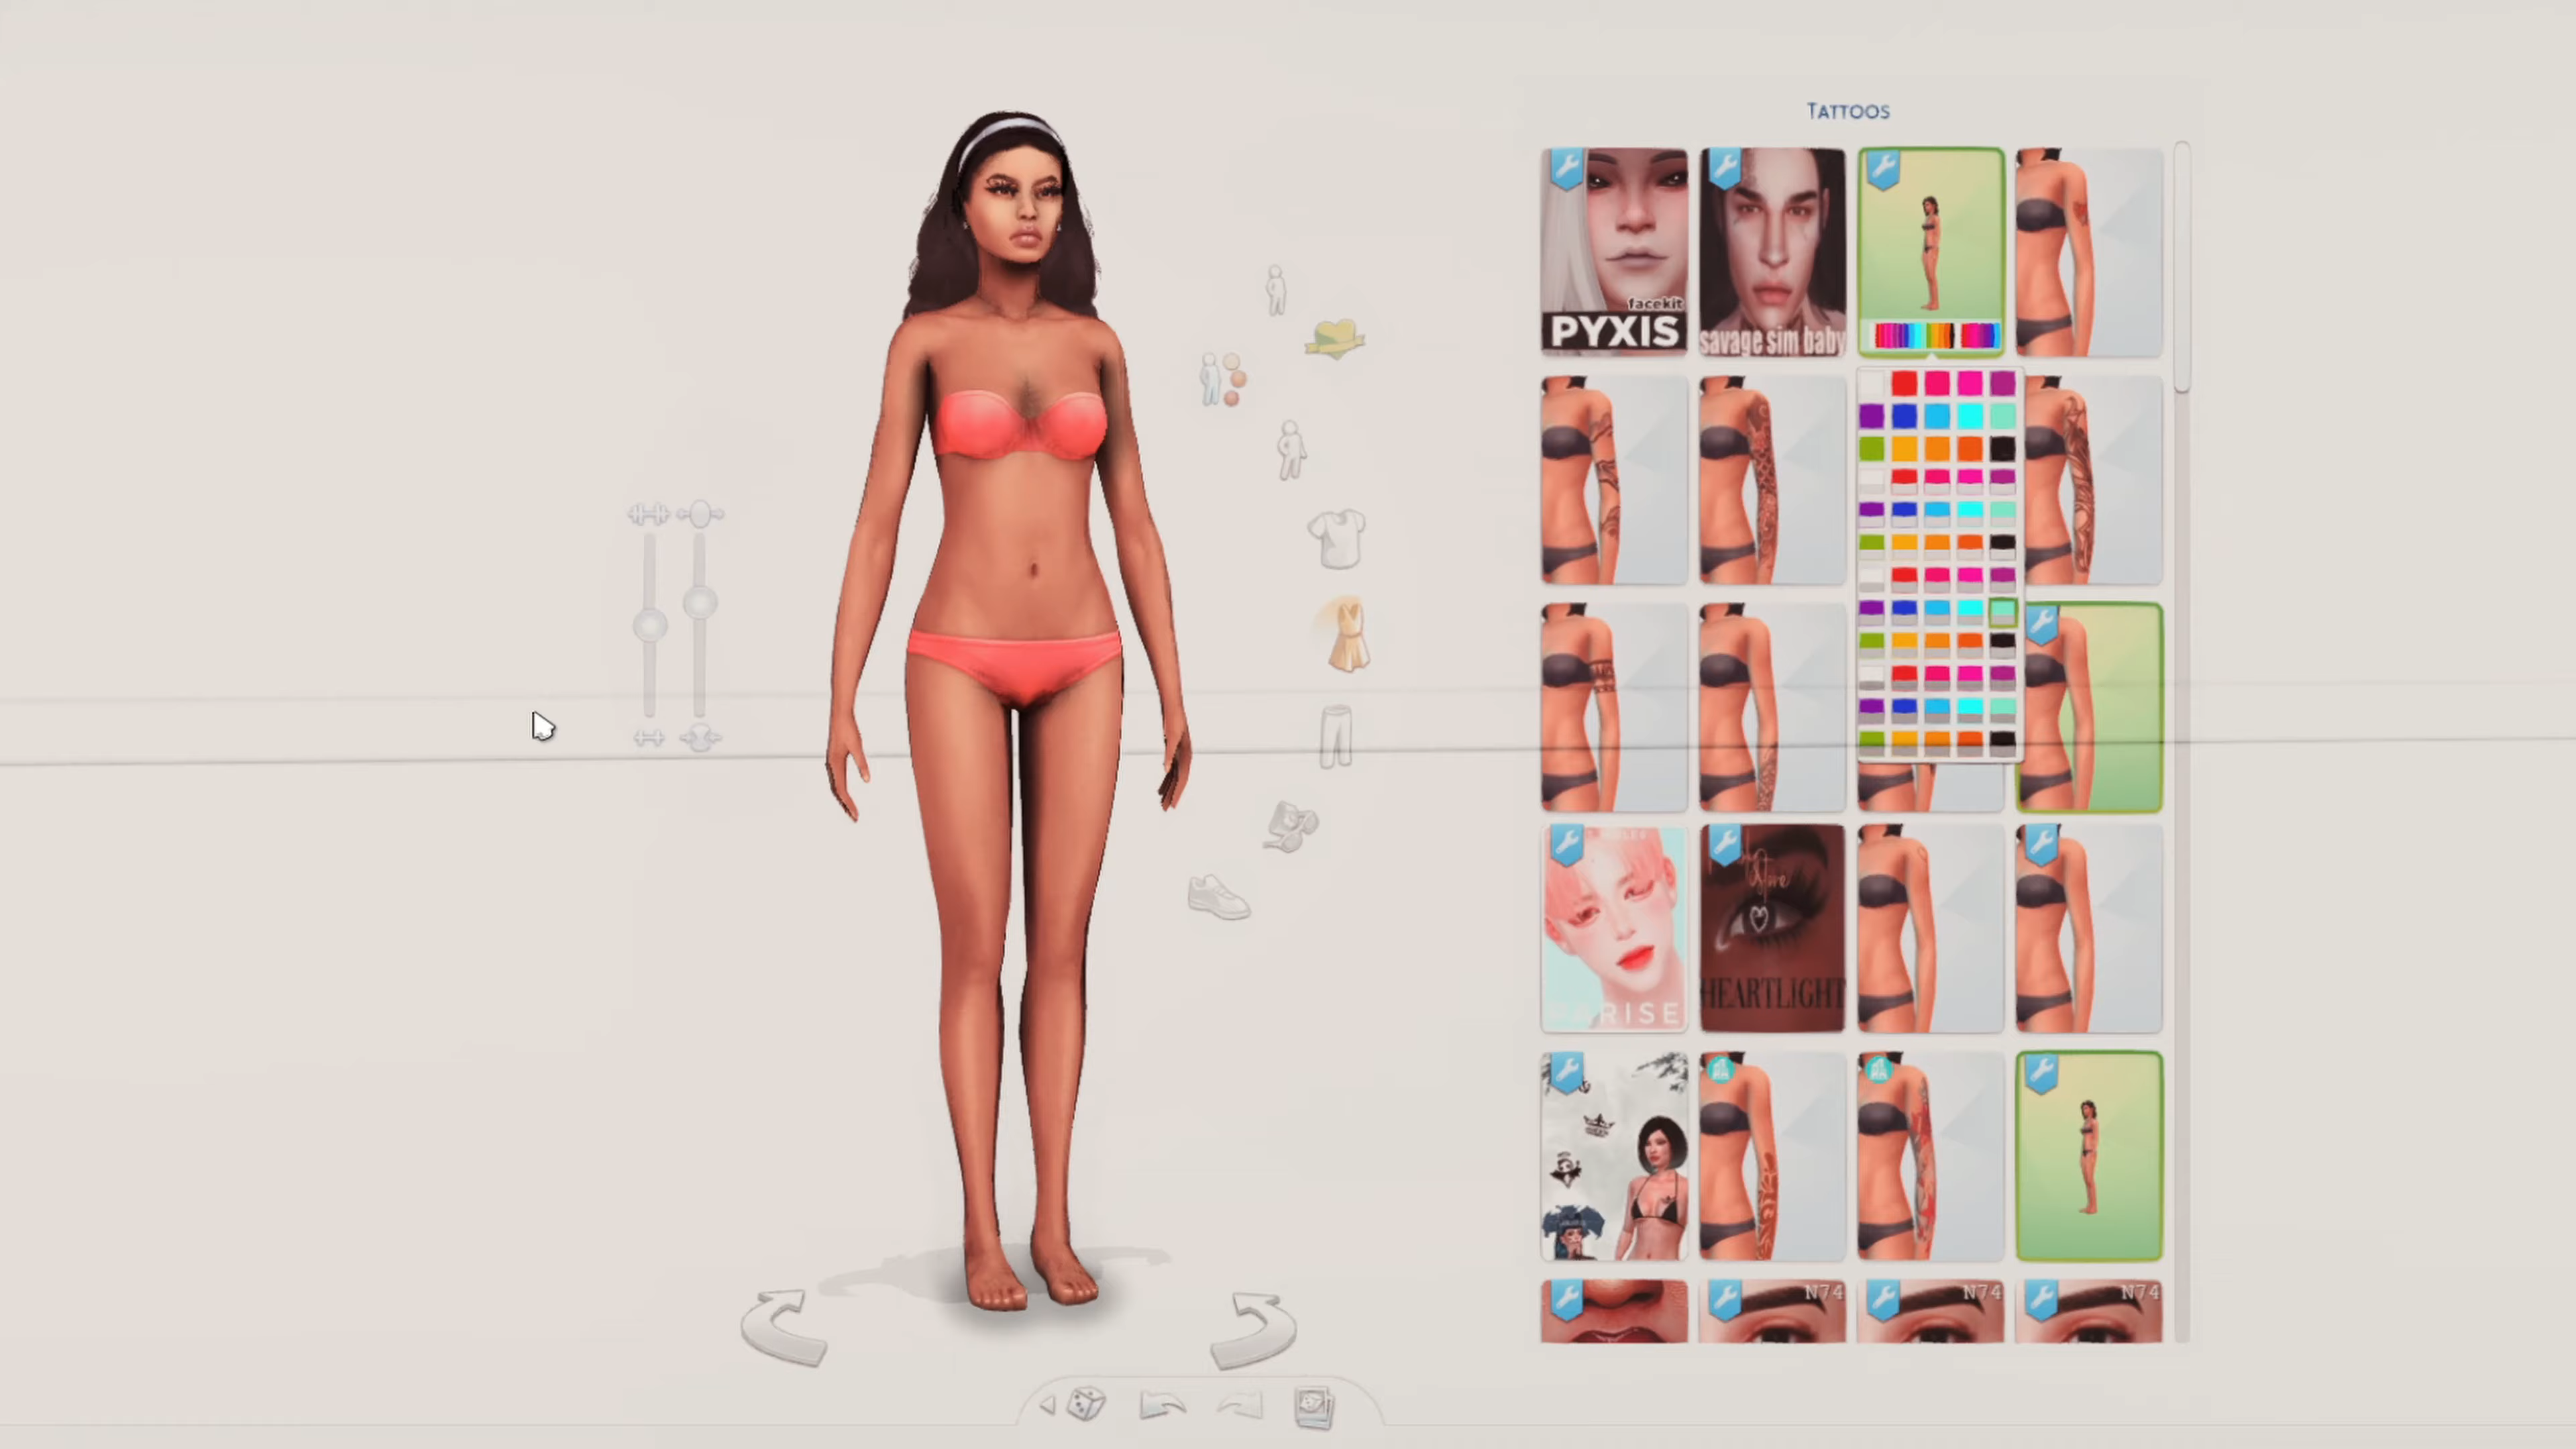 TATTOOS
facekit
PYXIS
savage sim baby
RISE
HEARTLIGHT
N74
N74
N74